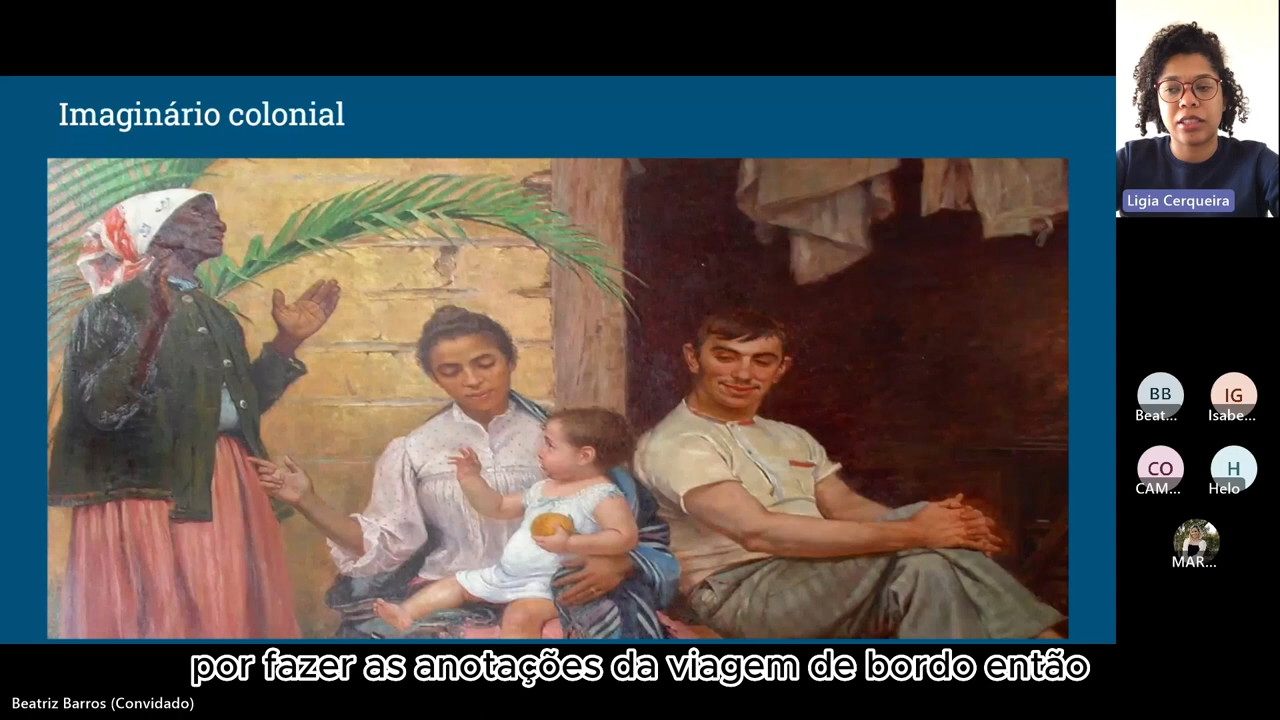 Imaginário colonial
Ligia Cerqueira
BB
Beat...
IG
Isabe...
CO
CAM...
H
Helo
MAR...
por fazer as anotações da viagem de bordo então
Beatriz Barros (Convidado)